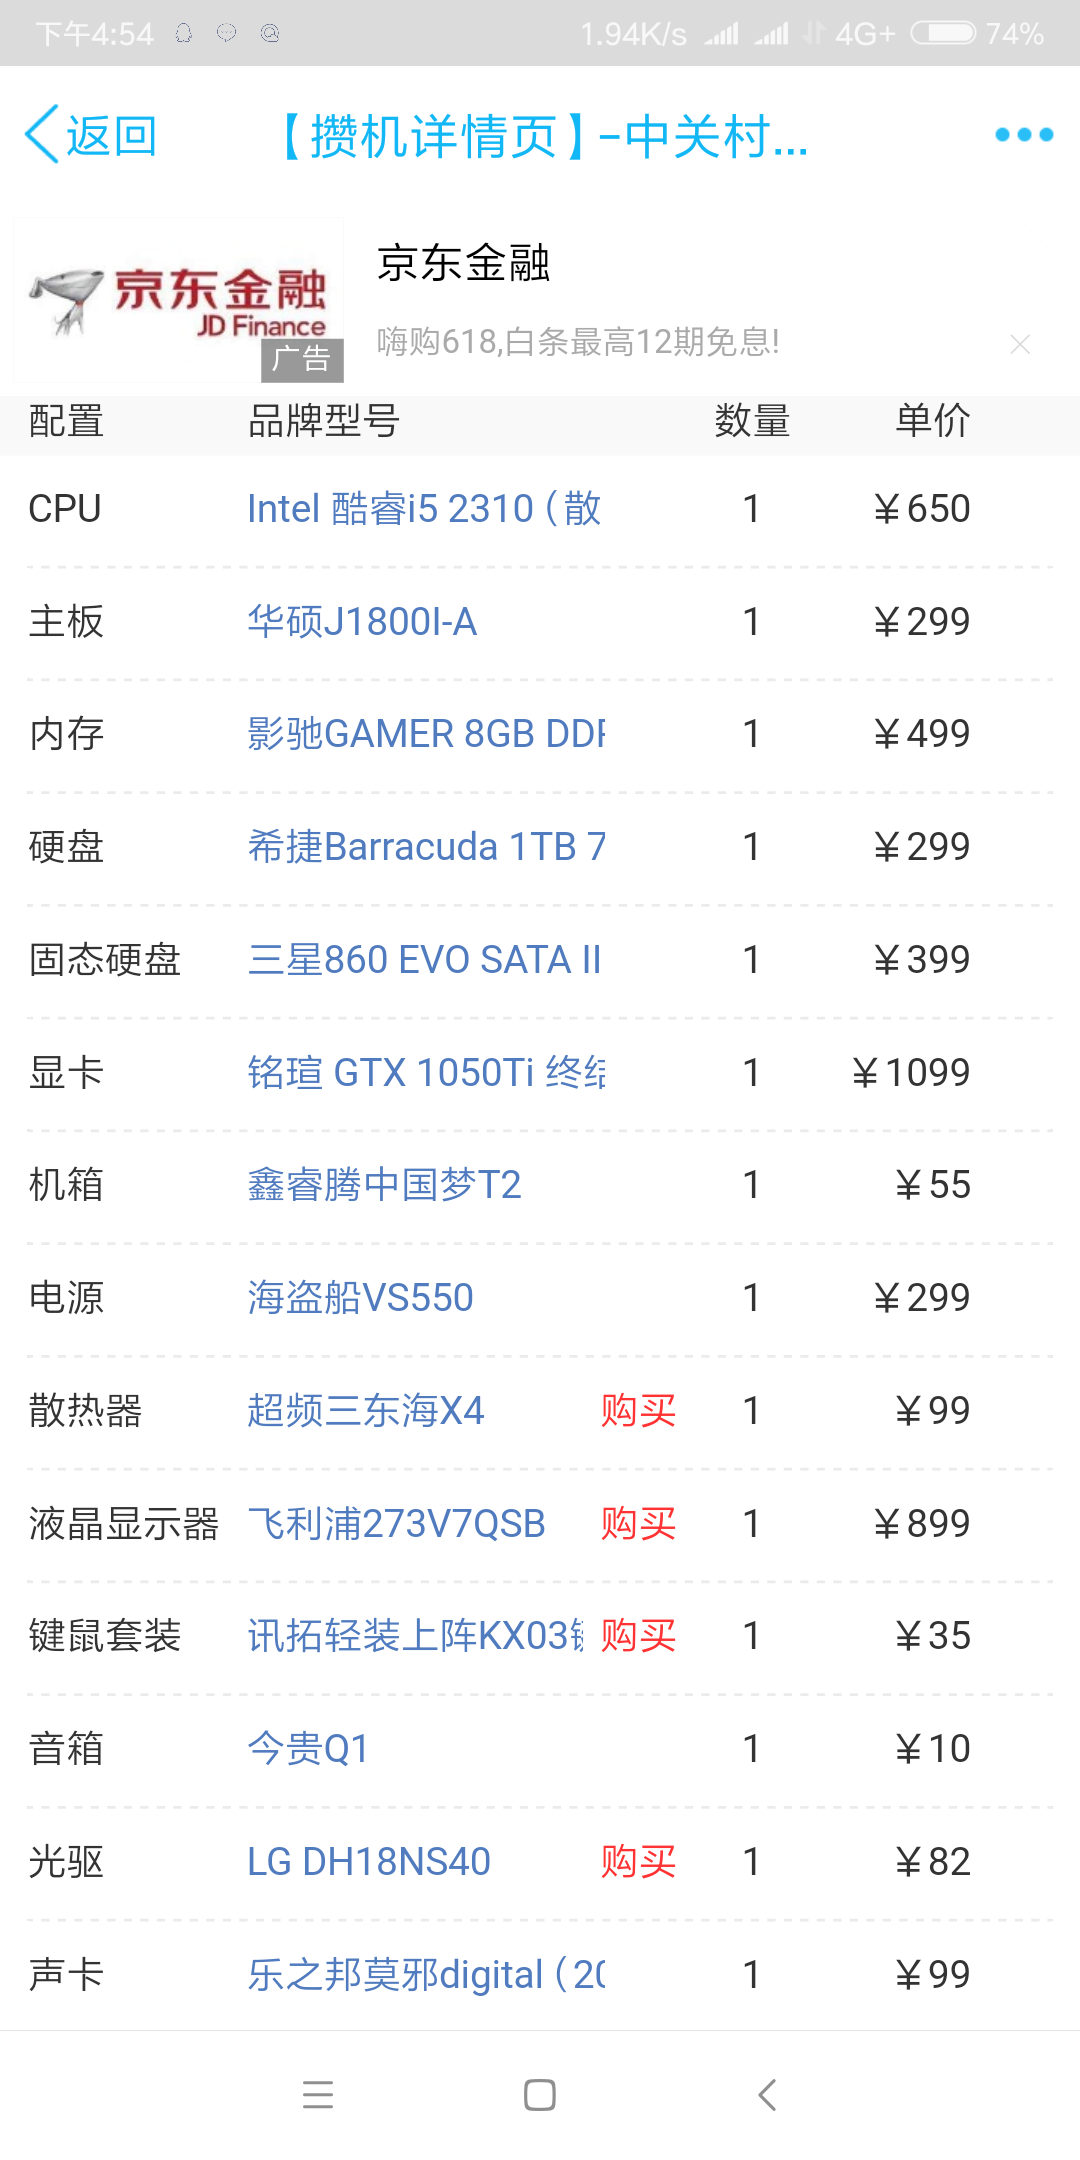 下午4:54 1.94K/s 4G+ 74%
返回 【攒机详情页】-中关村...
京东金融
JD Finance
广告
京东金融
嗨购618,白条最高12期免息!
配置 品牌型号 数量 单价
CPU Intel 酷睿i5 2310（散 1 ¥650
主板 华硕J1800I-A 1 ¥299
内存 影驰GAMER 8GB DDR 1 ¥499
硬盘 希捷Barracuda 1TB 7 1 ¥299
固态硬盘 三星860 EVO SATA II 1 ¥399
显卡 铭瑄 GTX 1050Ti 终结 1 ¥1099
机箱 鑫睿腾中国梦T2 1 ¥55
电源 海盗船VS550 1 ¥299
散热器 超频三东海X4 购买 1 ¥99
液晶显示器 飞利浦273V7QSB 购买 1 ¥899
键鼠套装 讯拓轻装上阵KX03键 购买 1 ¥35
音箱 今贵Q1 1 ¥10
光驱 LG DH18NS40 购买 1 ¥82
声卡 乐之邦莫邪digital（20 1 ¥99